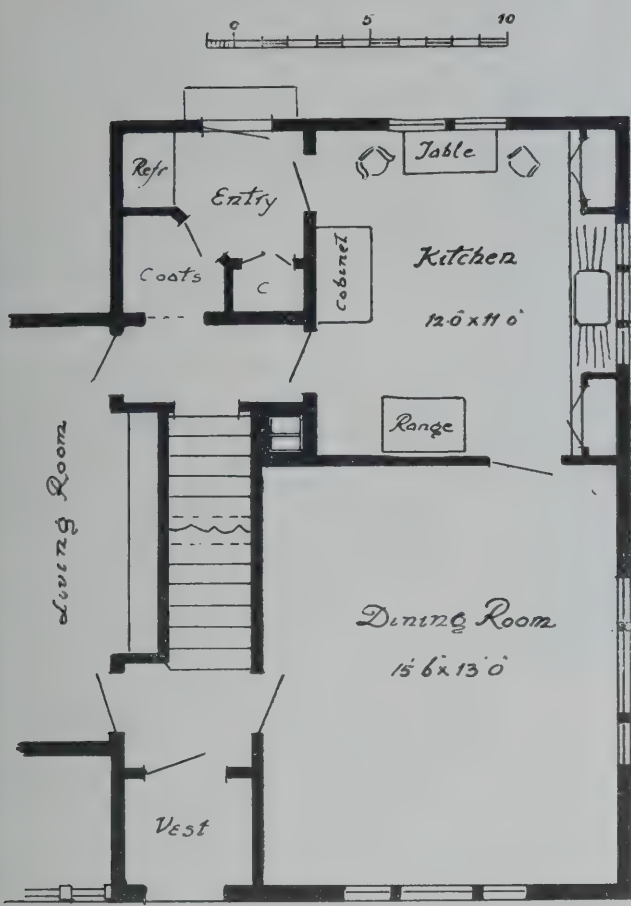 0 5 10
Refr
Entry
Table
Kitchen
12.0 x 11 0
Coats
C
Cabinet
Range
Living Room
Dining Room
15' 6" x 13' 0"
Vest